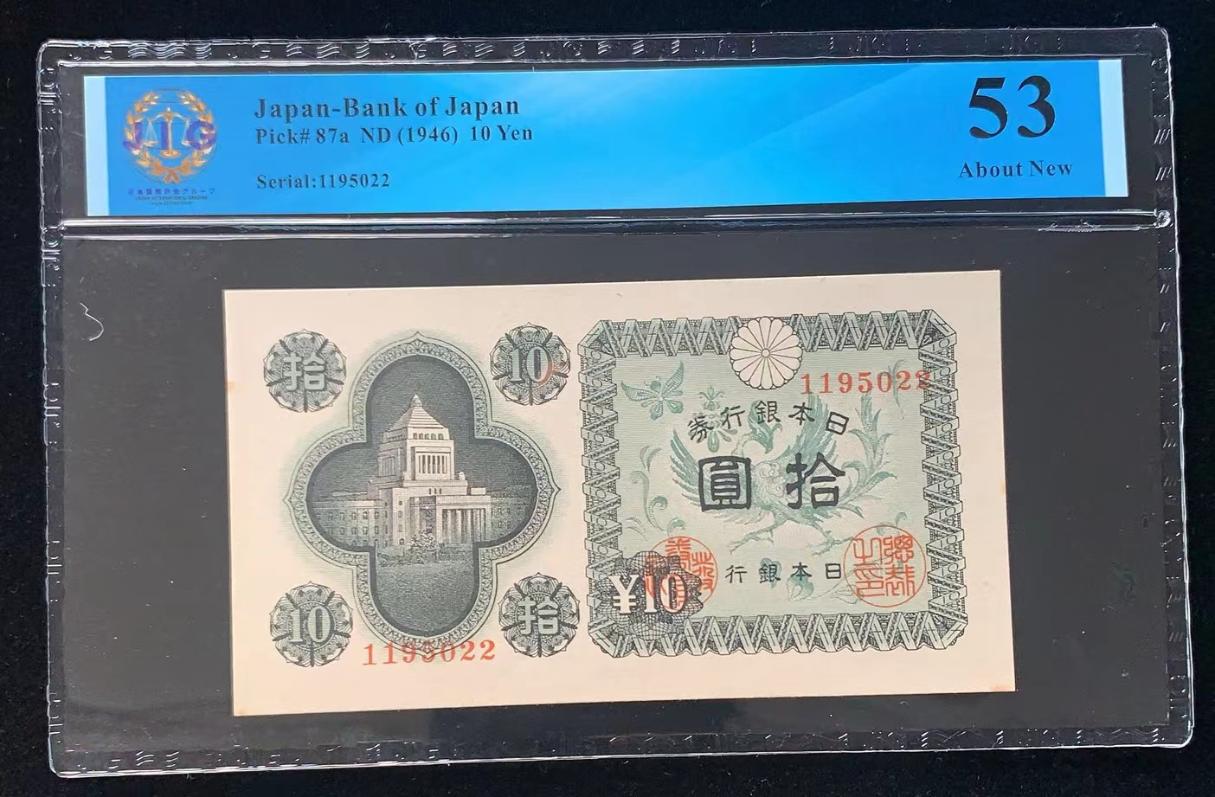 Japan-Bank of Japan
Pick# 87a ND (1946) 10 Yen
Serial:1195022
53
About New
JIG
拾
10
1195022
券行銀本日
圓拾
行銀本日
¥10
10
拾
1195022